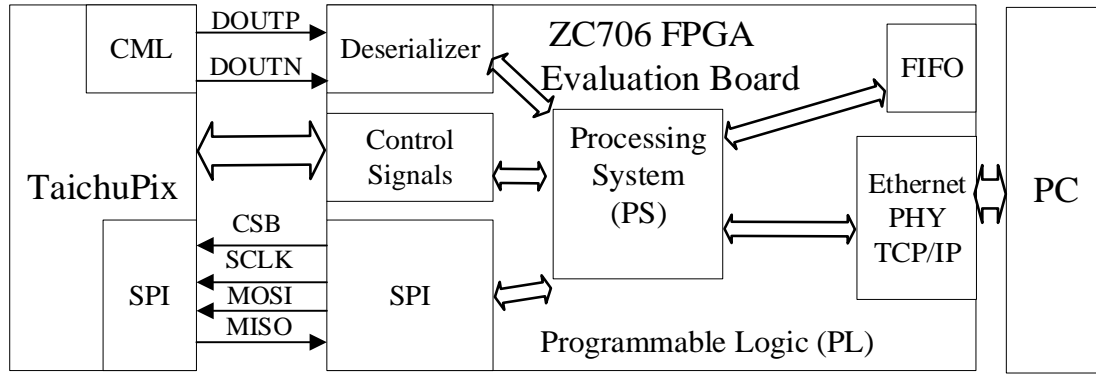 TaichuPix
CML
DOUTP
DOUTN
Deserializer
Control
Signals
SPI
CSB
SCLK
MOSI
MISO
SPI
ZC706 FPGA
Evaluation Board
Processing
System
(PS)
FIFO
Ethernet
PHY
TCP/IP
Programmable Logic (PL)
PC